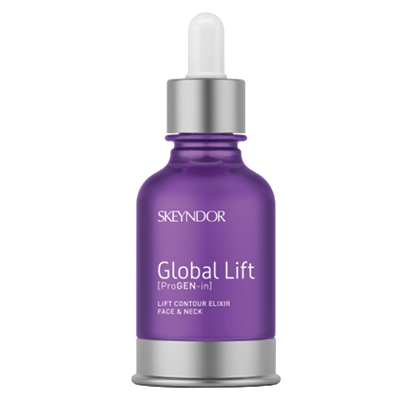 SKEYNDOR
Global Lift
[ProGEN-in]
LIFT CONTOUR ELIXIR
FACE & NECK